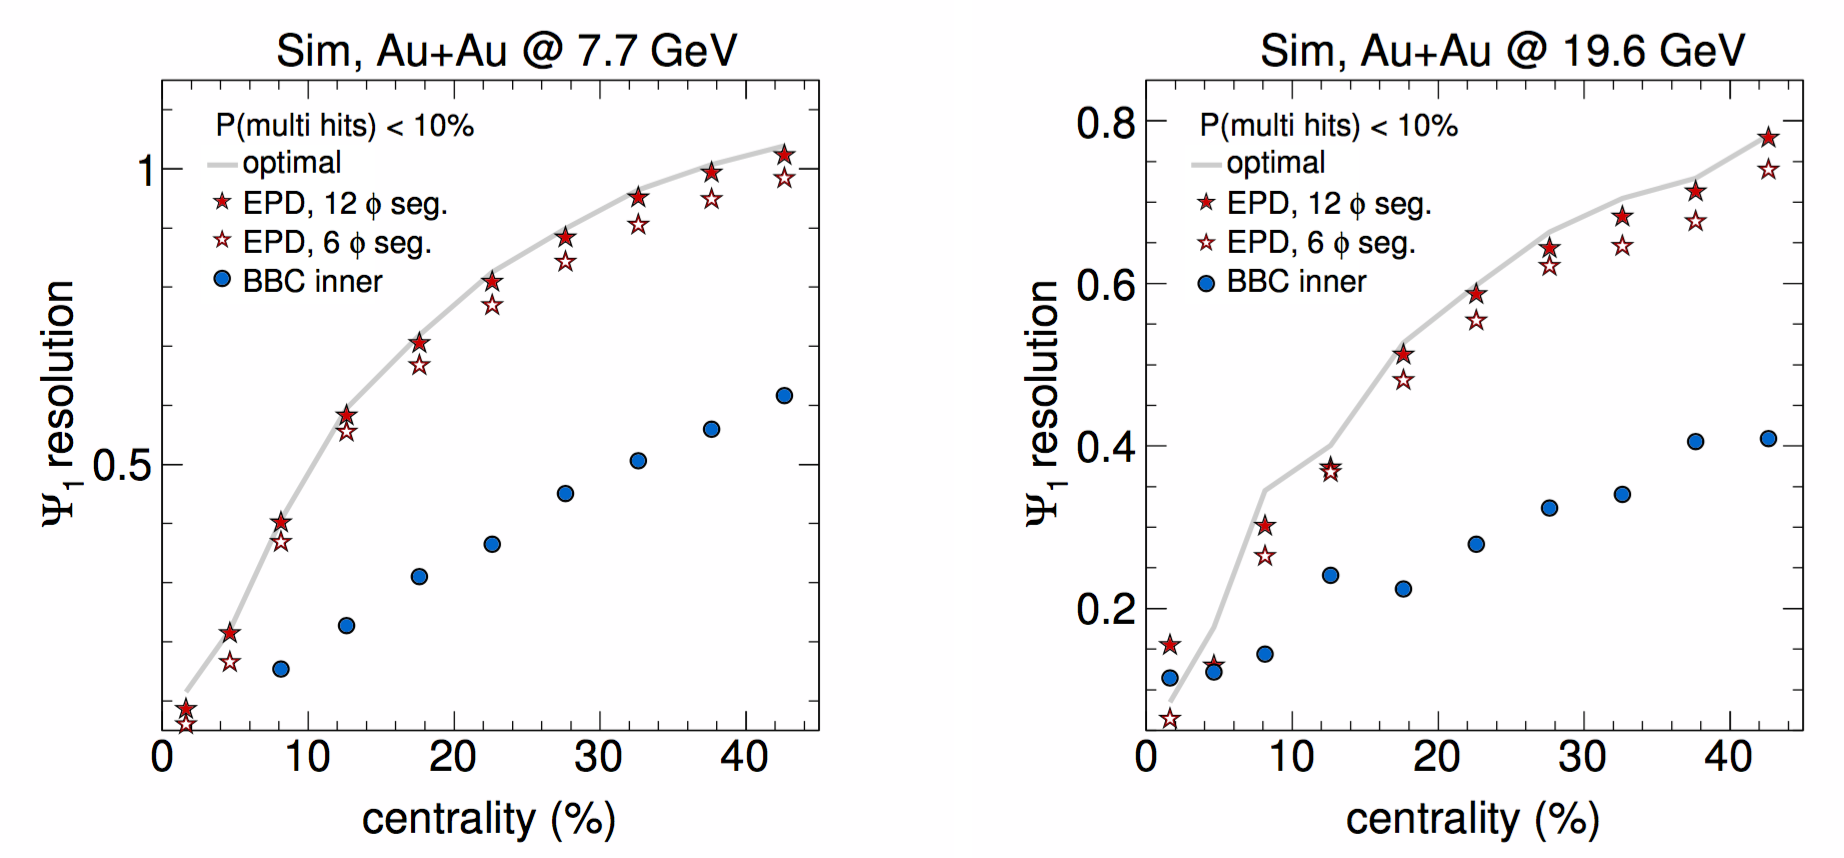 Sim, Au+Au @ 7.7 GeV
P(multi hits) < 10%
optimal
EPD, 12 ϕ seg.
EPD, 6 ϕ seg.
BBC inner
Ψ₁ resolution
1
0.5
0 10 20 30 40
centrality (%)
Sim, Au+Au @ 19.6 GeV
P(multi hits) < 10%
optimal
EPD, 12 ϕ seg.
EPD, 6 ϕ seg.
BBC inner
Ψ₁ resolution
0.8
0.6
0.4
0.2
0 10 20 30 40
centrality (%)